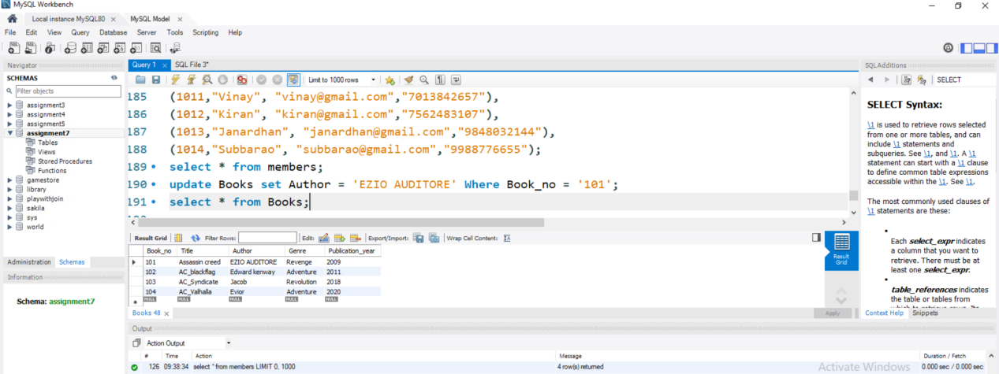 MySQL Workbench
Local instance MySQL80 × MySQL Model ×
File Edit View Query Database Server Tools Scripting Help
Navigator
SCHEMAS
Filter objects
assignment3
assignment4
assignment5
assignment7
Tables
Views
Stored Procedures
Functions
gamestore
library
playwithjoin
sakila
sys
world
Administration Schemas
Information
Schema: assignment7
Query 1 × SQL File 3*
Limit to 1000 rows
185 (1011,"Vinay", "vinay@gmail.com","7013842657"),
186 (1012,"Kiran", "kiran@gmail.com","7562483107"),
187 (1013,"Janardhan", "janardhan@gmail.com","9848032144"),
188 (1014,"Subbarao", "subbarao@gmail.com","9988776655");
189 select * from members;
190 update Books set Author = 'EZIO AUDITORE' Where Book_no = '101';
191 select * from Books;
Result Grid Filter Rows: Edit: Export/Import: Wrap Cell Content:
Book_no Title Author Genre Publication_year
101 Assassin creed EZIO AUDITORE Revenge 2009
102 AC_blackflag Edward kenway Adventure 2011
103 AC_Syndicate Jacob Revolution 2018
104 AC_Valhalla Evior Adventure 2020
NULL NULL NULL NULL NULL
Result Grid
Books 48 × Apply
Output
Action Output
# Time Action Message Duration / Fetch
126 09:38:34 select * from members LIMIT 0, 1000 4 row(s) returned 0.000 sec / 0.000 sec
Activate Windows
SQLAdditions
SELECT
SELECT Syntax:
\1 is used to retrieve rows selected
from one or more tables, and can
include \1 statements and
subqueries. See \1, and \1. A \1
statement can start with a \1 clause
to define common table expressions
accessible within the \1. See \1.
The most commonly used clauses of
\1 statements are these:
Each select_expr indicates
a column that you want to
retrieve. There must be at
least one select_expr.
table_references indicates
the table or tables from
Context Help Snippets